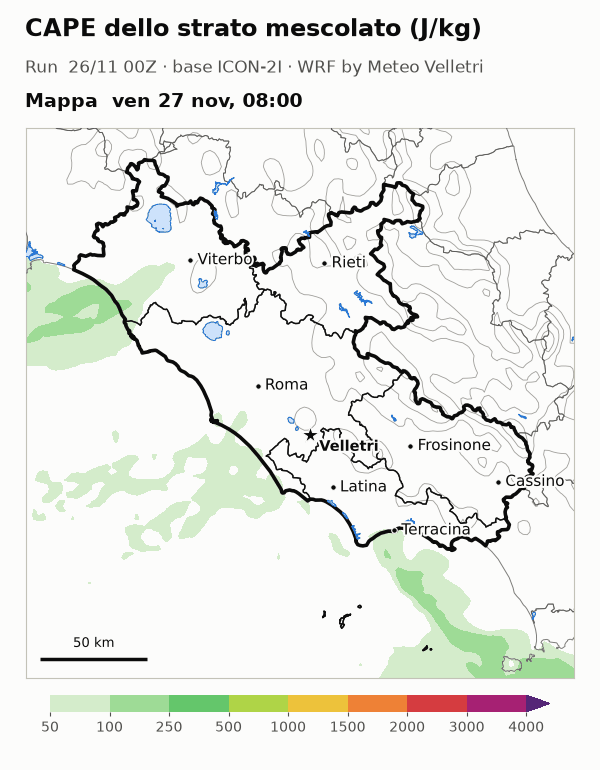 CAPE dello strato mescolato (J/kg)
Run  26/11 00Z · base ICON-2I · WRF by Meteo Velletri
Mappa  ven 27 nov, 08:00
Viterbo
Rieti
Roma
Velletri
Frosinone
Latina
Cassino
Terracina
50 km
50 100 250 500 1000 1500 2000 3000 4000